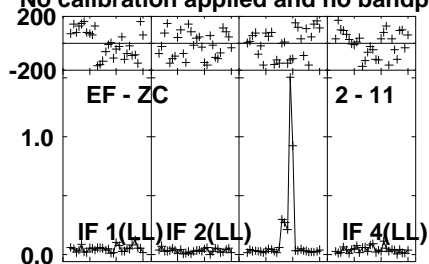 No calibration applied and no bandp
200
-200
EF - ZC 2 - 11
1.0
IF 1(LL) IF 2(LL) IF 4(LL)
0.0